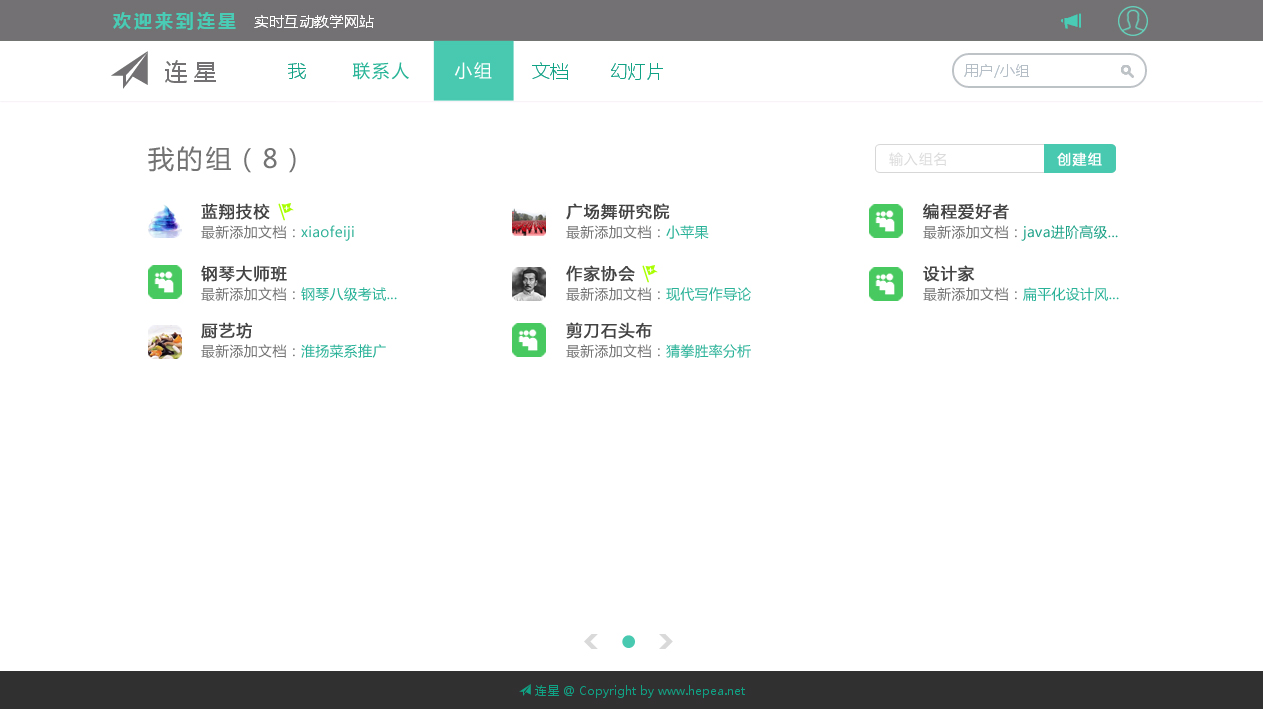 欢迎来到连星 实时互动教学网站
连星 我 联系人 小组 文档 幻灯片 用户/小组
我的组 ( 8 ) 输入组名 创建组
蓝翔技校 广场舞研究院 编程爱好者
最新添加文档：xiaofeiji 最新添加文档：小苹果 最新添加文档：java进阶高级...
钢琴大师班 作家协会 设计家
最新添加文档：钢琴八级考试... 最新添加文档：现代写作导论 最新添加文档：扁平化设计风...
厨艺坊 剪刀石头布
最新添加文档：淮扬菜系推广 最新添加文档：猜拳胜率分析
连星 @ Copyright by www.hepea.net